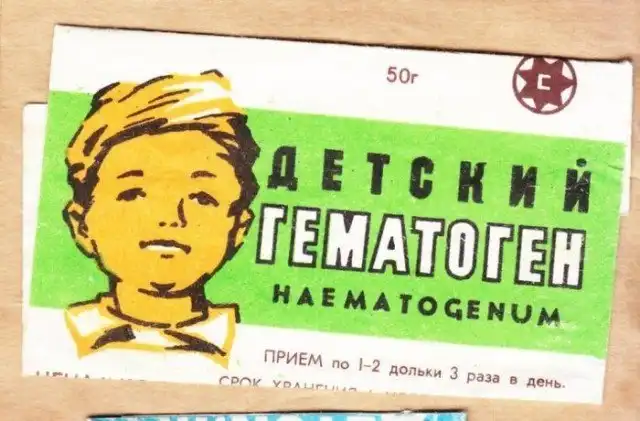 50г
С
ДЕТСКИЙ
ГЕМАТОГЕН
HAEMATOGENUM
ПРИЕМ по 1-2 дольки 3 раза в день.
СРОК ХРАНЕНИЯ